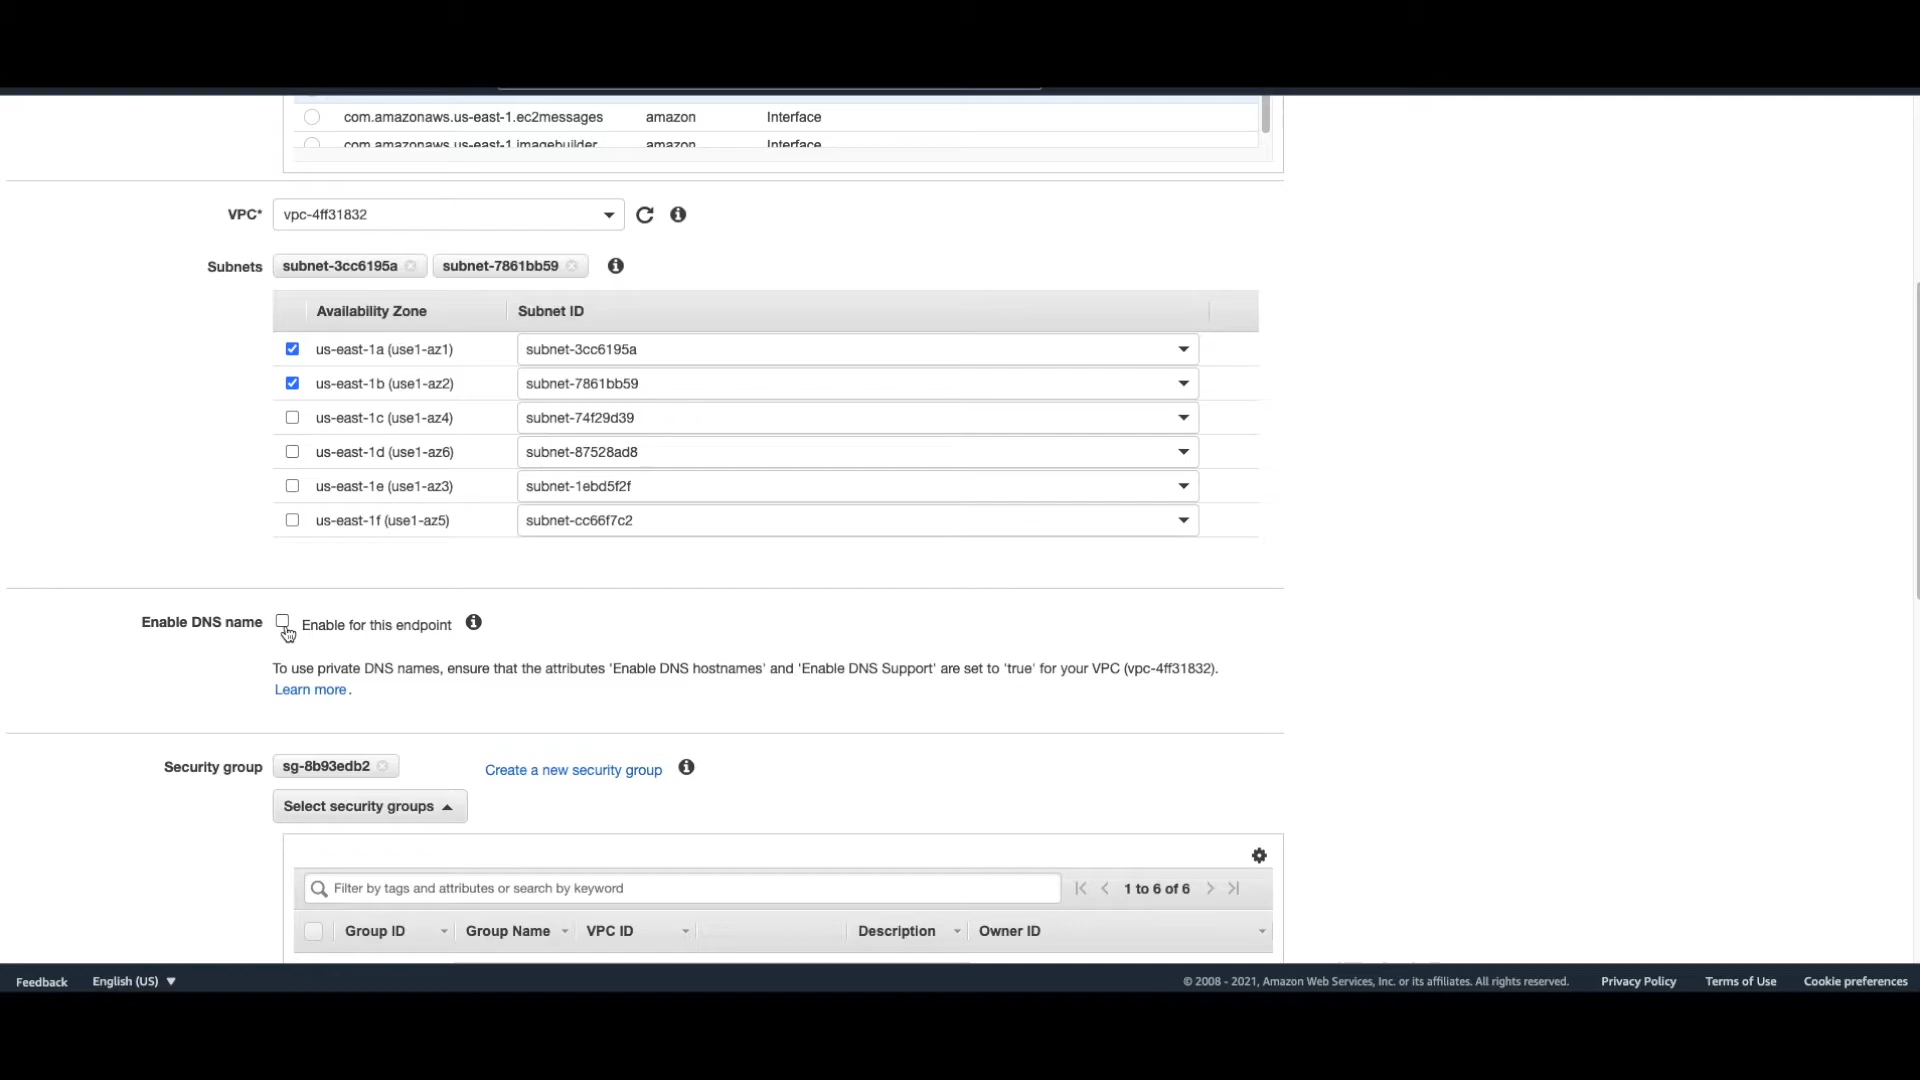 com.amazonaws.us-east-1.ec2messages amazon Interface
com.amazonaws.us-east-1.imagebuilder amazon Interface
VPC* vpc-4ff31832
Subnets subnet-3cc6195a subnet-7861bb59
Availability Zone Subnet ID
us-east-1a (use1-az1) subnet-3cc6195a
us-east-1b (use1-az2) subnet-7861bb59
us-east-1c (use1-az4) subnet-74f29d39
us-east-1d (use1-az6) subnet-87528ad8
us-east-1e (use1-az3) subnet-1ebd5f2f
us-east-1f (use1-az5) subnet-cc66f7c2
Enable DNS name Enable for this endpoint
To use private DNS names, ensure that the attributes 'Enable DNS hostnames' and 'Enable DNS Support' are set to 'true' for your VPC (vpc-4ff31832).
Learn more.
Security group sg-8b93edb2 Create a new security group
Select security groups
Filter by tags and attributes or search by keyword 1 to 6 of 6
Group ID Group Name VPC ID Description Owner ID
Feedback English (US) © 2008 - 2021, Amazon Web Services, Inc. or its affiliates. All rights reserved. Privacy Policy Terms of Use Cookie preferences